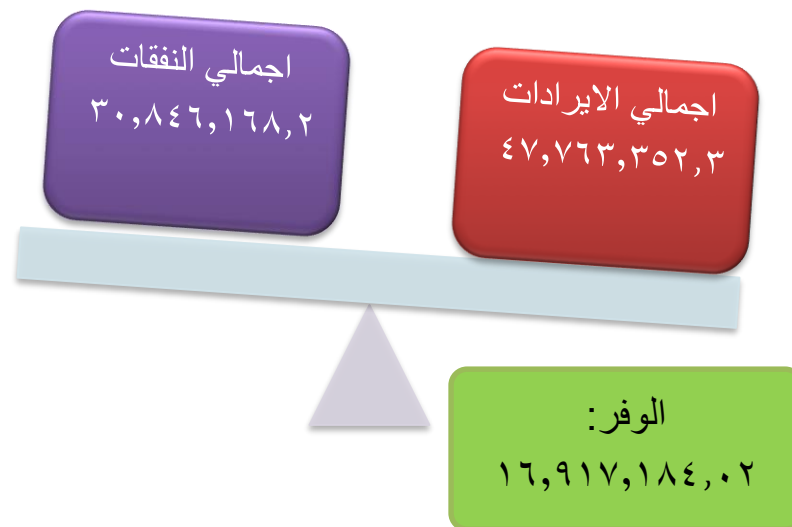 اجمالي النفقات
٣٠,٨٤٦,١٦٨,٢
اجمالي الايرادات
٤٧,٧٦٣,٣٥٢,٣
الوفر:
١٦,٩١٧,١٨٤,٠٢